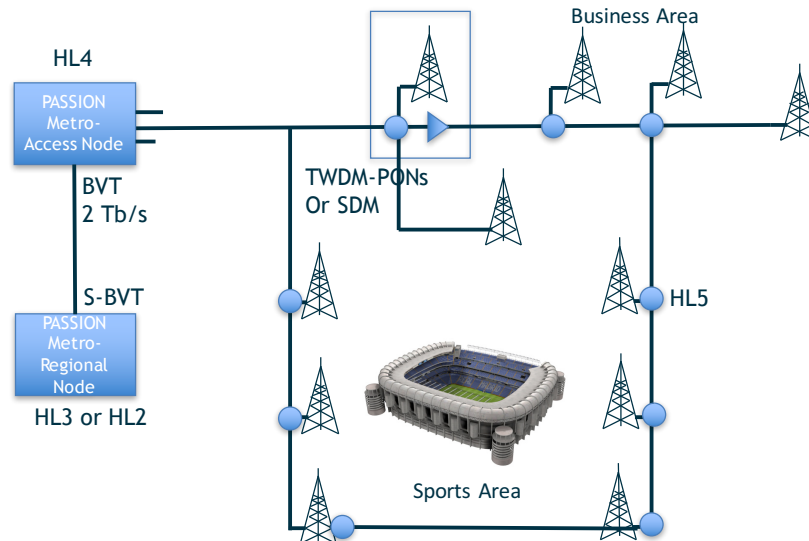 Business Area
HL4
PASSION
Metro-
Access Node
TWDM-PONs
Or SDM
BVT
2 Tb/s
S-BVT
HL5
PASSION
Metro-
Regional
Node
HL3 or HL2
Sports Area